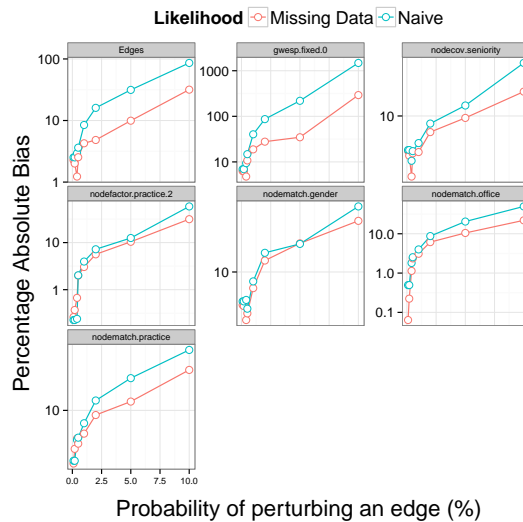 Likelihood Missing Data Naive
Edges gwesp.fixed.0 nodecov.seniority
100
10
1
1000
100
10
10
nodefactor.practice.2 nodematch.gender nodematch.office
10
1
10
10.0
1.0
0.1
nodematch.practice
10
0.0 2.5 5.0 7.5 10.0
Percentage Absolute Bias
Probability of perturbing an edge (%)